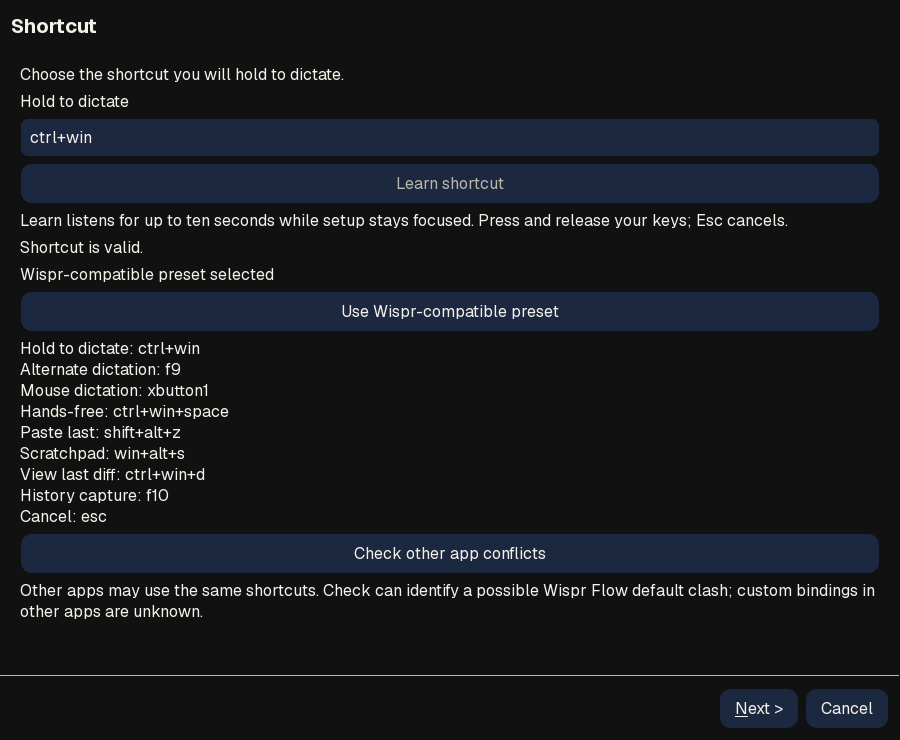 Shortcut
Choose the shortcut you will hold to dictate.
Hold to dictate
ctrl+win
Learn shortcut
Learn listens for up to ten seconds while setup stays focused. Press and release your keys; Esc cancels.
Shortcut is valid.
Wispr-compatible preset selected
Use Wispr-compatible preset
Hold to dictate: ctrl+win
Alternate dictation: f9
Mouse dictation: xbutton1
Hands-free: ctrl+win+space
Paste last: shift+alt+z
Scratchpad: win+alt+s
View last diff: ctrl+win+d
History capture: f10
Cancel: esc
Check other app conflicts
Other apps may use the same shortcuts. Check can identify a possible Wispr Flow default clash; custom bindings in
other apps are unknown.
Next >
Cancel